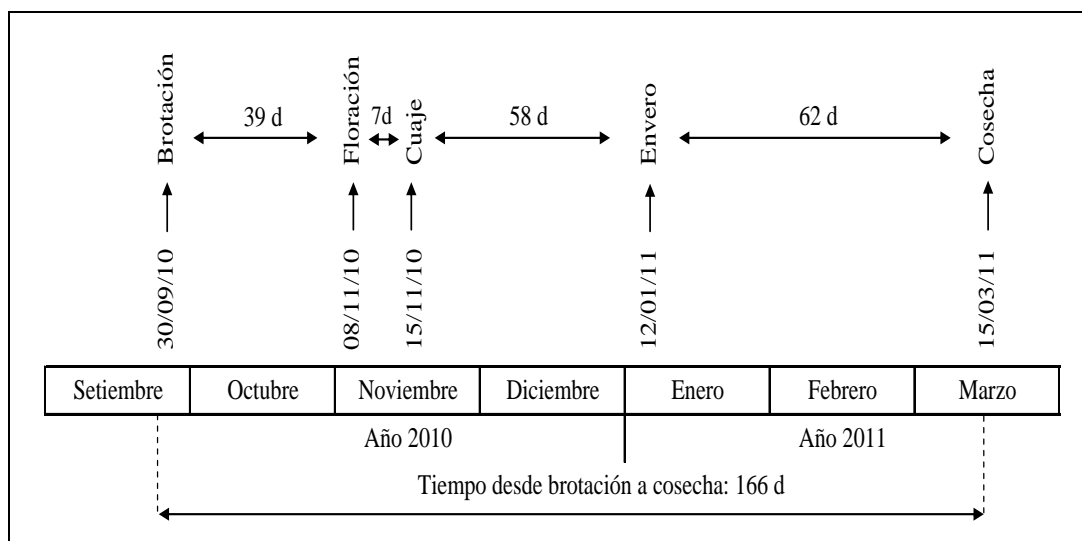 Brotación
39 d
Floración
7d
Cuaje
58 d
Envero
62 d
Cosecha
30/09/10
08/11/10
15/11/10
12/01/11
15/03/11
Setiembre Octubre Noviembre Diciembre Enero Febrero Marzo
Año 2010 Año 2011
Tiempo desde brotación a cosecha: 166 d